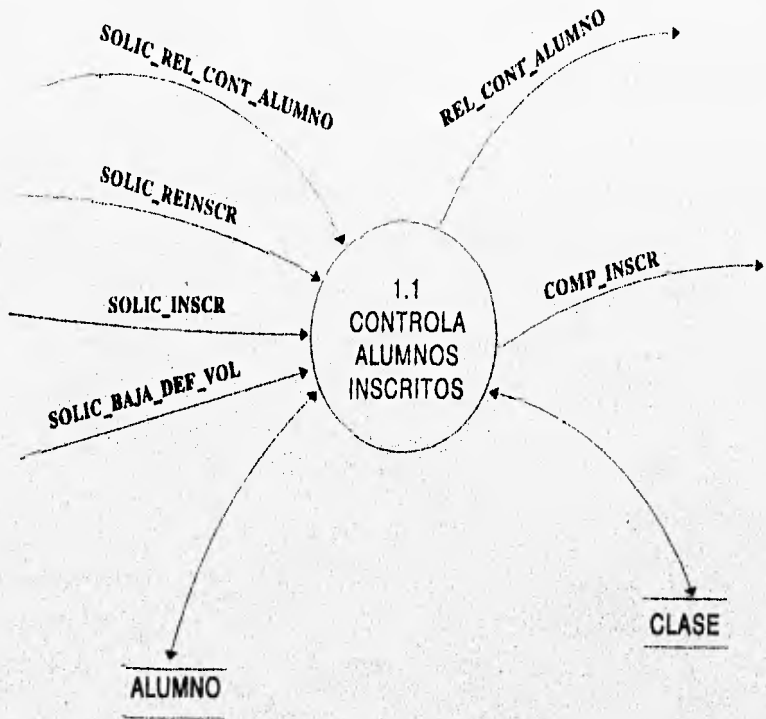 SOLIC_REL_CONT_ALUMNO
REL_CONT_ALUMNO
SOLIC_REINSCR
SOLIC_INSCR
SOLIC_BAJA_DEF_VOL
1.1
CONTROLA
ALUMNOS
INSCRITOS
COMP_INSCR
CLASE
ALUMNO